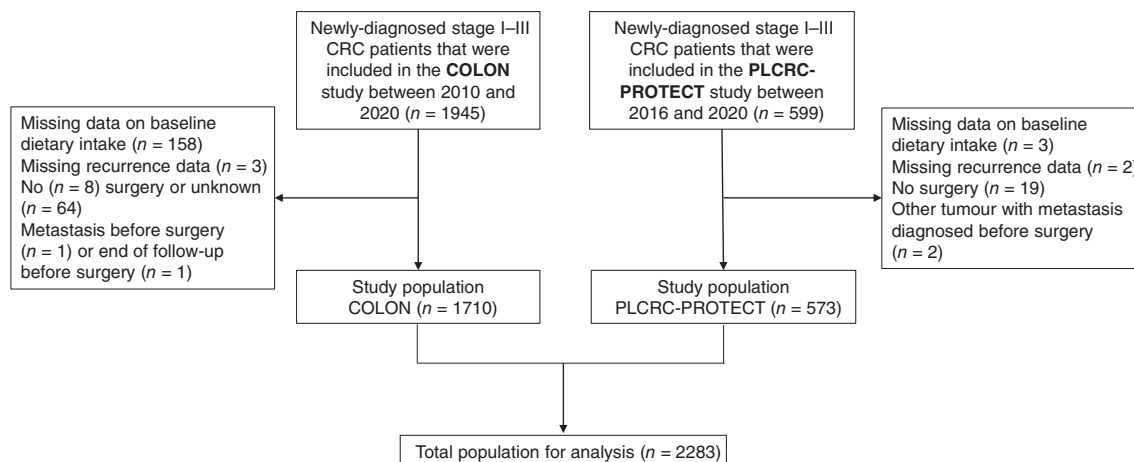 Newly-diagnosed stage I–III
CRC patients that were
included in the COLON
study between 2010 and
2020 (n = 1945)
Newly-diagnosed stage I–III
CRC patients that were
included in the PLCRC-
PROTECT study between
2016 and 2020 (n = 599)
Missing data on baseline
dietary intake (n = 158)
Missing recurrence data (n = 3)
No (n = 8) surgery or unknown
(n = 64)
Metastasis before surgery
(n = 1) or end of follow-up
before surgery (n = 1)
Missing data on baseline
dietary intake (n = 3)
Missing recurrence data (n = 2)
No surgery (n = 19)
Other tumour with metastasis
diagnosed before surgery
(n = 2)
Study population
COLON (n = 1710)
Study population
PLCRC-PROTECT (n = 573)
Total population for analysis (n = 2283)